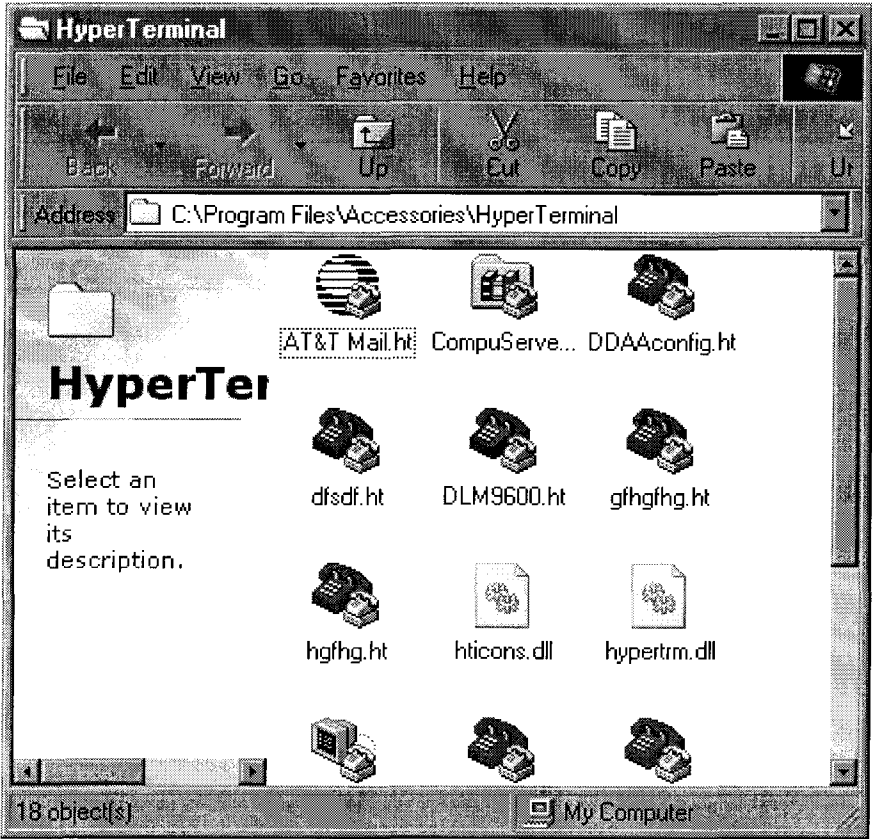 HyperTerminal
File Edit View Go Favorites Help
Back Forward Up Cut Copy Paste Ur
Address C:\Program Files\Accessories\HyperTerminal
AT&T Mail.ht CompuServe... DDAAconfig.ht
HyperTer
dfsdf.ht DLM9600.ht gfhgfhg.ht
Select an
item to view
its
description.
hgfhg.ht hticons.dll hypertrm.dll
18 object(s) My Computer